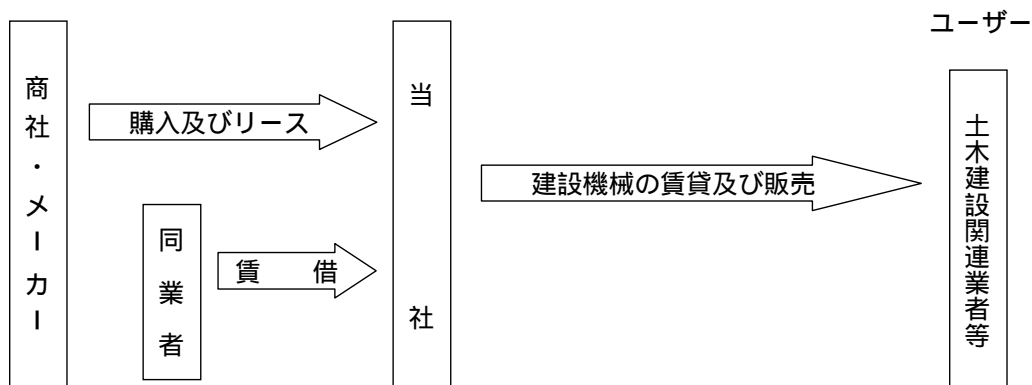 ユーザー
商社・メーカー
購入及びリース
同業者
賃　借
当　社
建設機械の賃貸及び販売
土木建設関連業者等